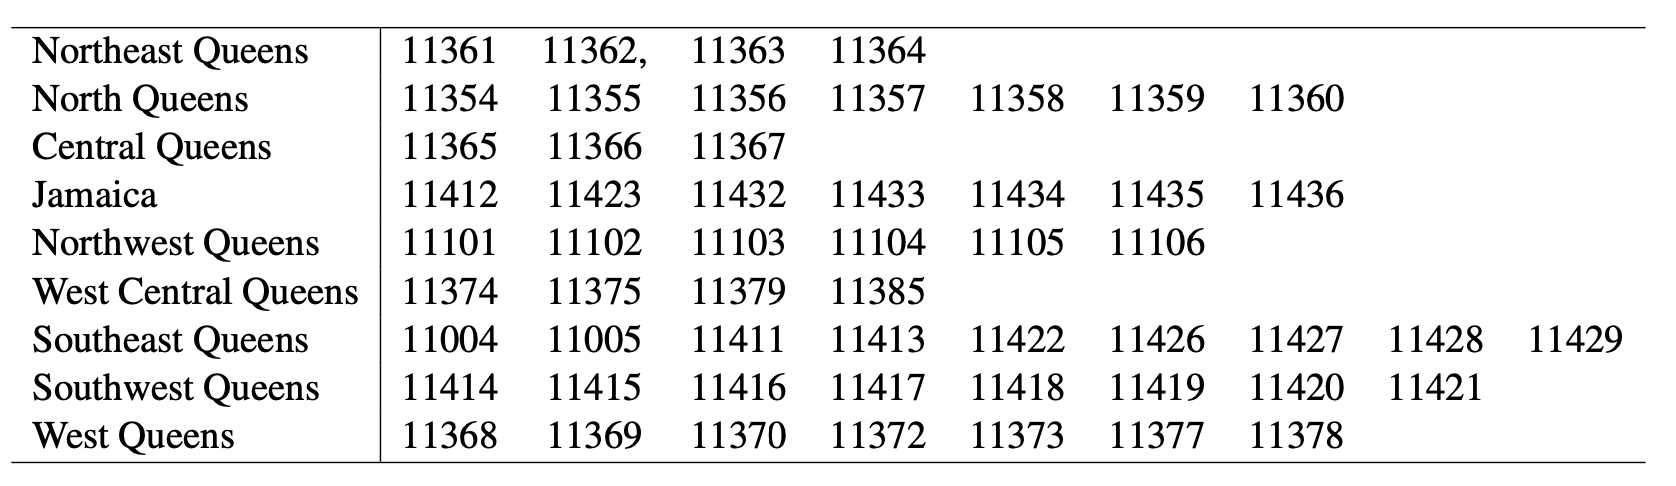 Northeast Queens 11361 11362, 11363 11364
North Queens 11354 11355 11356 11357 11358 11359 11360
Central Queens 11365 11366 11367
Jamaica 11412 11423 11432 11433 11434 11435 11436
Northwest Queens 11101 11102 11103 11104 11105 11106
West Central Queens 11374 11375 11379 11385
Southeast Queens 11004 11005 11411 11413 11422 11426 11427 11428 11429
Southwest Queens 11414 11415 11416 11417 11418 11419 11420 11421
West Queens 11368 11369 11370 11372 11373 11377 11378